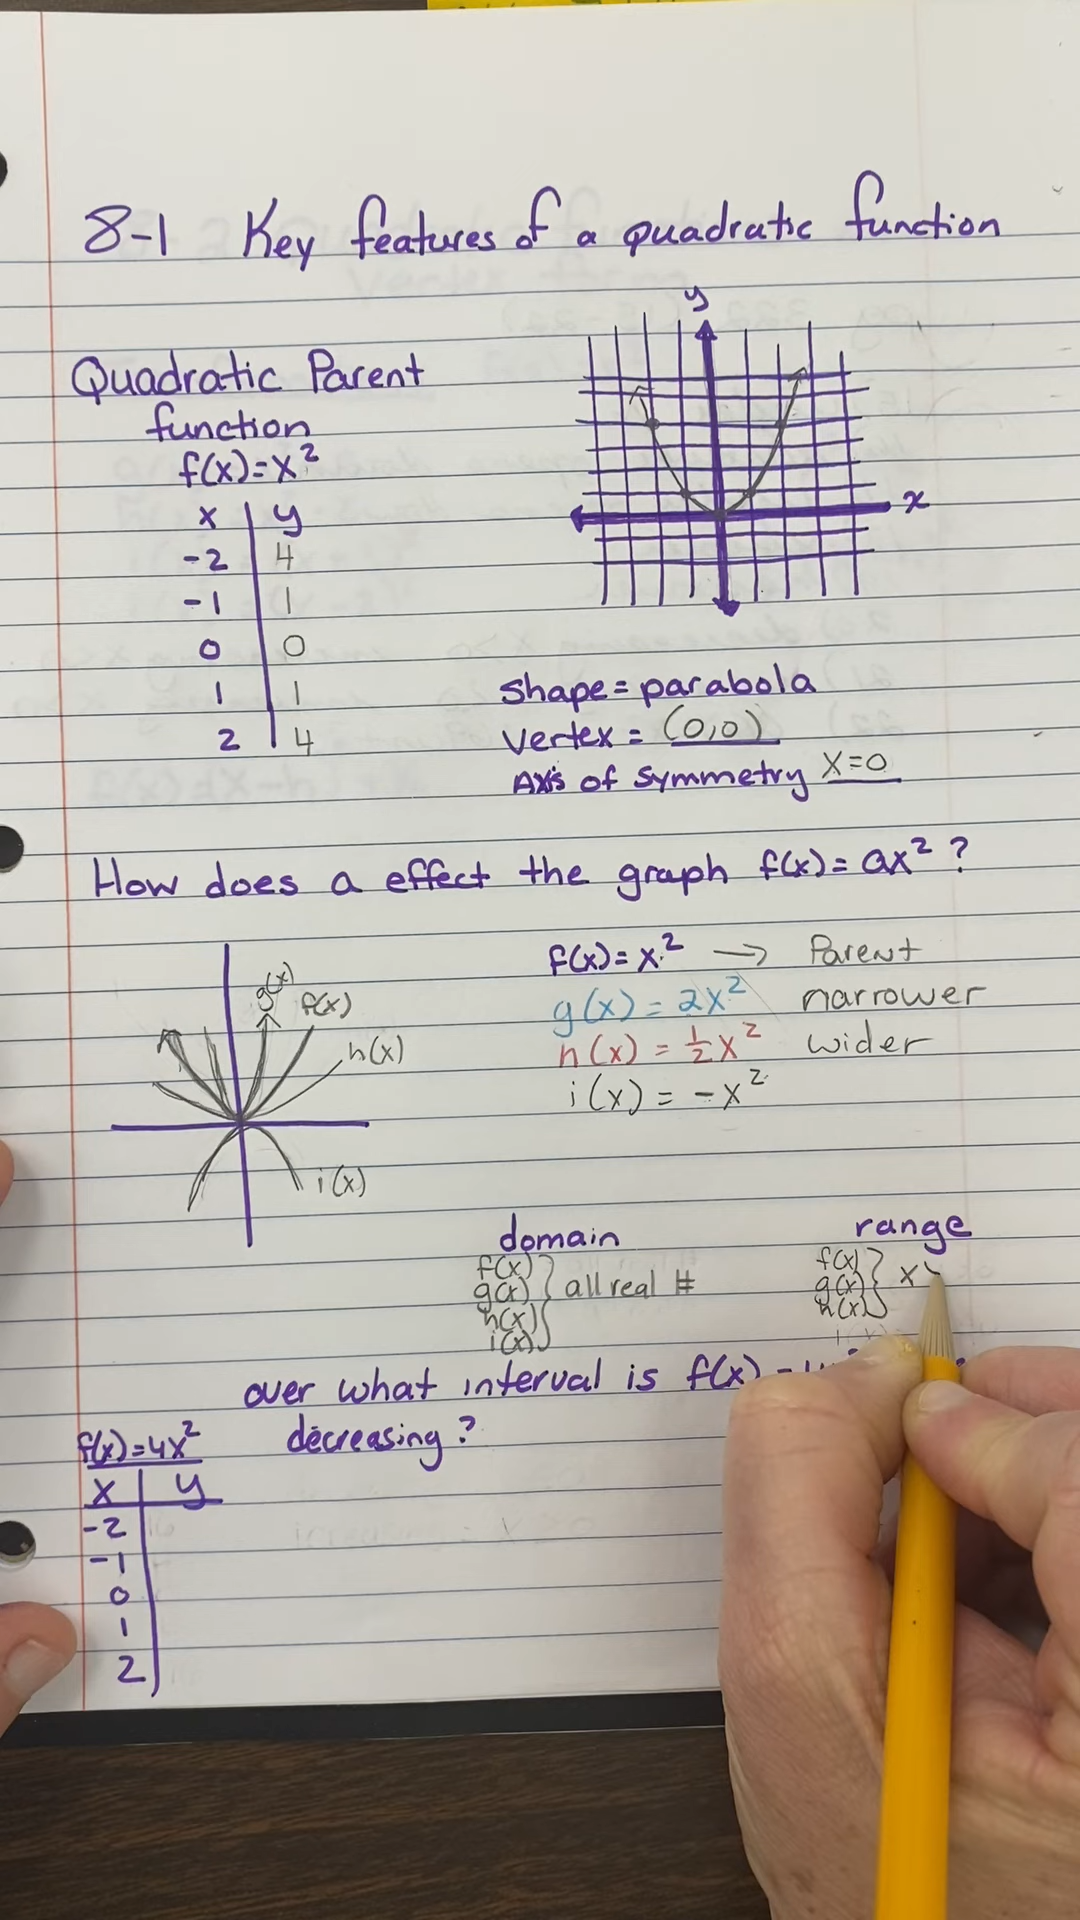 8-1 Key features of a quadratic function
y
x
Quadratic Parent
function
f(x)=x²
x y
-2 4
-1 1
0 0
1 1
2 4
shape = parabola
vertex = (0,0)
Axis of symmetry x=0
How does a effect the graph f(x)= ax² ?
g(x)
f(x)
h(x)
i(x)
f(x)= x² → Parent
g(x) = 2x² narrower
h(x) = ½x² wider
i(x) = -x²
domain
f(x)
g(x) } all real #
h(x)
i(x)
range
f(x)
g(x) } x
h(x)
over what interval is f(x)
decreasing?
f(x)=4x²
x y
-2
-1
0
1
2